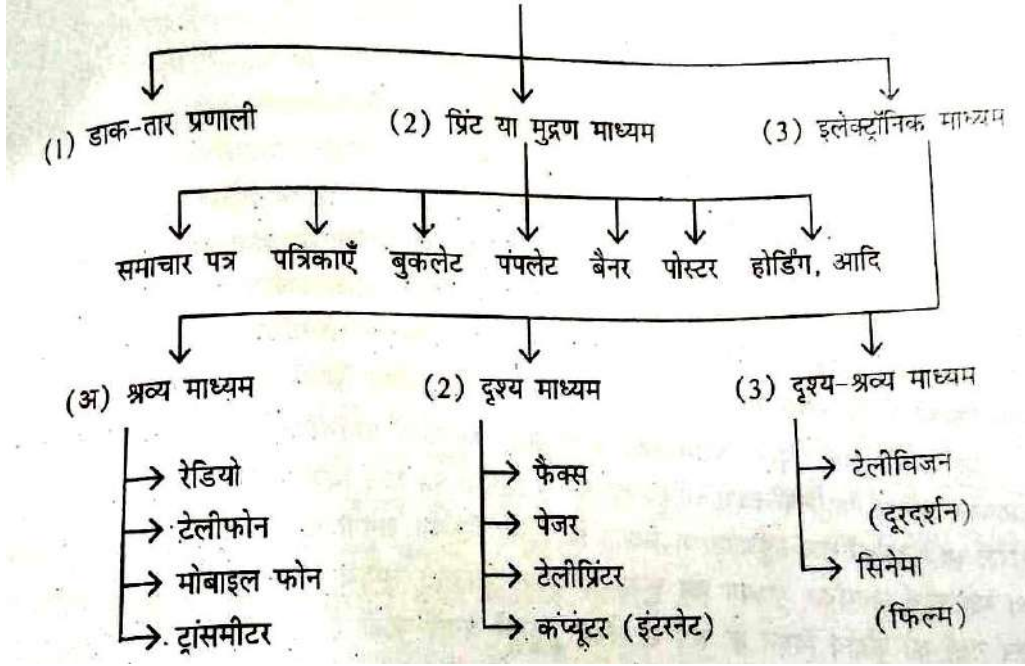 (1) डाक-तार प्रणाली (2) प्रिंट या मुद्रण माध्यम (3) इलेक्ट्रॉनिक माध्यम
समाचार पत्र पत्रिकाएँ बुकलेट पंपलेट बैनर पोस्टर होर्डिंग, आदि
(अ) श्रव्य माध्यम (2) दृश्य माध्यम (3) दृश्य-श्रव्य माध्यम
रेडियो फैक्स टेलीविजन
(दूरदर्शन)
टेलीफोन पेजर
मोबाइल फोन टेलीप्रिंटर सिनेमा
(फिल्म)
ट्रांसमीटर कंप्यूटर (इंटरनेट)